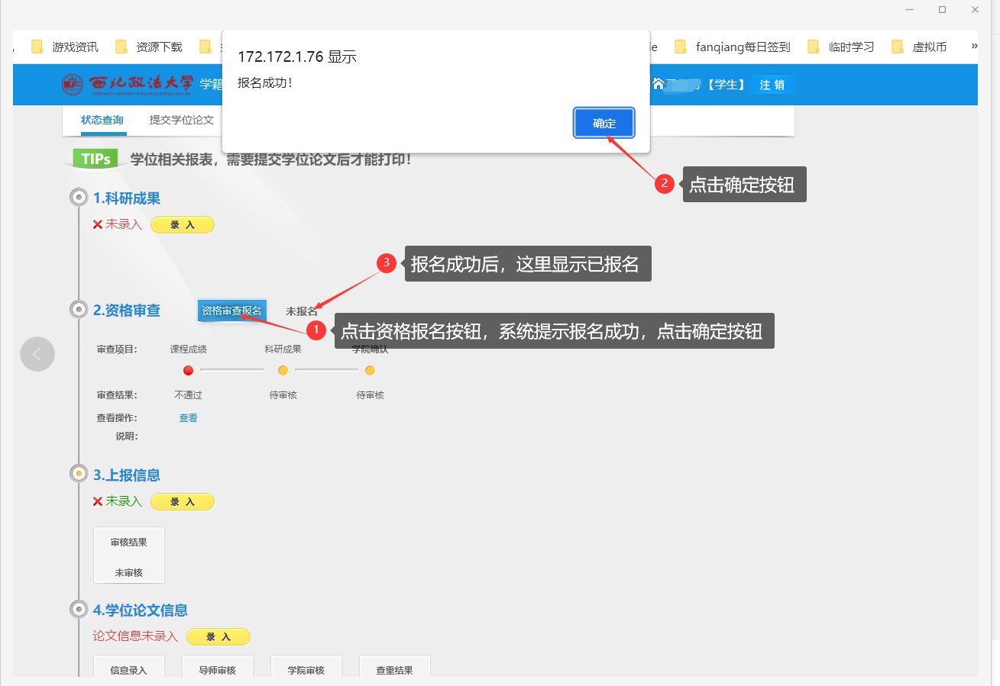 游戏资讯 资源下载 le fanqiang每日签到 临时学习 虚拟币 »
172.172.1.76 显示
报名成功!
确定
西北政法大学 学籍 【学生】 注 销
状态查询 提交学位论文
TIPs 学位相关报表，需要提交学位论文后才能打印!
2 点击确定按钮
1.科研成果
未录入 录 入
3 报名成功后，这里显示已报名
2.资格审查 资格审查报名 未报名
1 点击资格报名按钮，系统提示报名成功，点击确定按钮
审查项目: 课程成绩 科研成果 学院确认
审查结果: 不通过 待审核 待审核
查看操作: 查看
说明:
3.上报信息
未录入 录 入
审核结果
未审核
4.学位论文信息
论文信息未录入 录 入
信息录入 导师审核 学院审核 查重结果